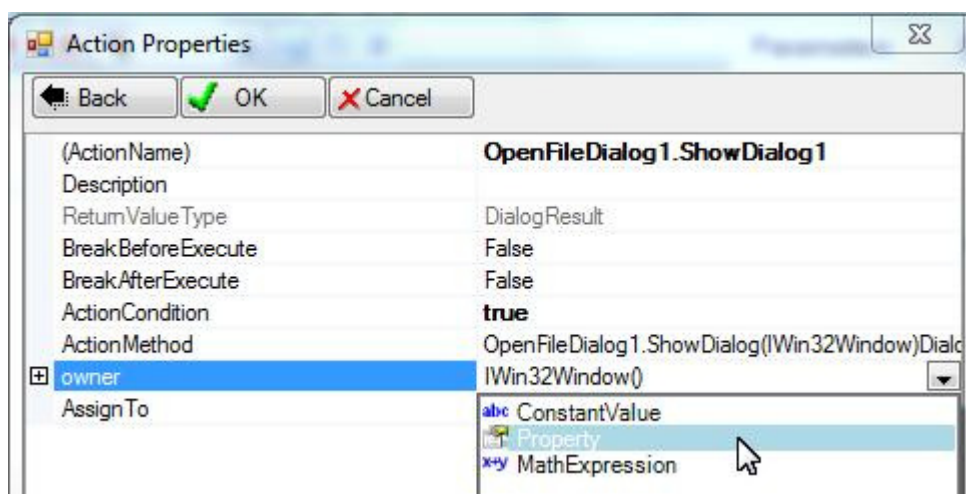 Action Properties
Back OK Cancel
(ActionName) OpenFileDialog1.ShowDialog1
Description
ReturnValueType DialogResult
BreakBeforeExecute False
BreakAfterExecute False
ActionCondition true
ActionMethod OpenFileDialog1.ShowDialog(IWin32Window)Dialo
owner IWin32Window()
AssignTo
abc ConstantValue
Property
x+y MathExpression